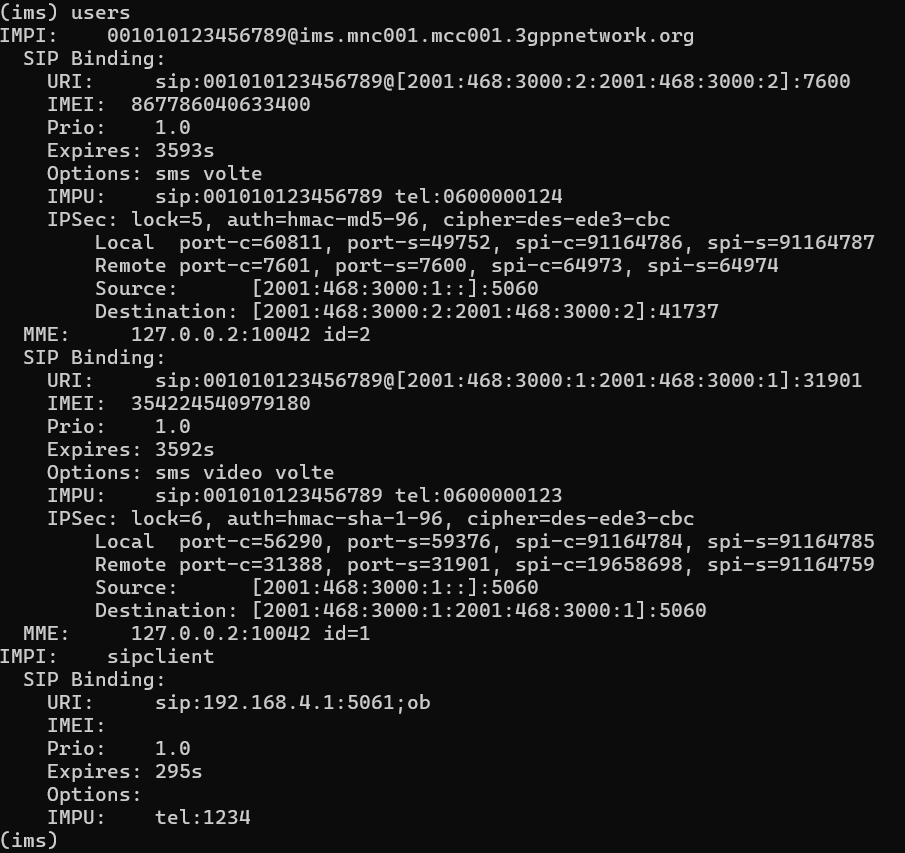 (ims) users
IMPI:    001010123456789@ims.mnc001.mcc001.3gppnetwork.org
  SIP Binding:
    URI:     sip:001010123456789@[2001:468:3000:2:2001:468:3000:2]:7600
    IMEI:  867786040633400
    Prio:    1.0
    Expires: 3593s
    Options: sms volte
    IMPU:    sip:001010123456789 tel:0600000124
    IPSec: lock=5, auth=hmac-md5-96, cipher=des-ede3-cbc
        Local  port-c=60811, port-s=49752, spi-c=91164786, spi-s=91164787
        Remote port-c=7601, port-s=7600, spi-c=64973, spi-s=64974
        Source:      [2001:468:3000:1::]:5060
        Destination: [2001:468:3000:2:2001:468:3000:2]:41737
  MME:     127.0.0.2:10042 id=2
  SIP Binding:
    URI:     sip:001010123456789@[2001:468:3000:1:2001:468:3000:1]:31901
    IMEI:  354224540979180
    Prio:    1.0
    Expires: 3592s
    Options: sms video volte
    IMPU:    sip:001010123456789 tel:0600000123
    IPSec: lock=6, auth=hmac-sha-1-96, cipher=des-ede3-cbc
        Local  port-c=56290, port-s=59376, spi-c=91164784, spi-s=91164785
        Remote port-c=31388, port-s=31901, spi-c=19658698, spi-s=91164759
        Source:      [2001:468:3000:1::]:5060
        Destination: [2001:468:3000:1:2001:468:3000:1]:5060
  MME:     127.0.0.2:10042 id=1
IMPI:    sipclient
  SIP Binding:
    URI:     sip:192.168.4.1:5061;ob
    IMEI:
    Prio:    1.0
    Expires: 295s
    Options:
    IMPU:    tel:1234
(ims)